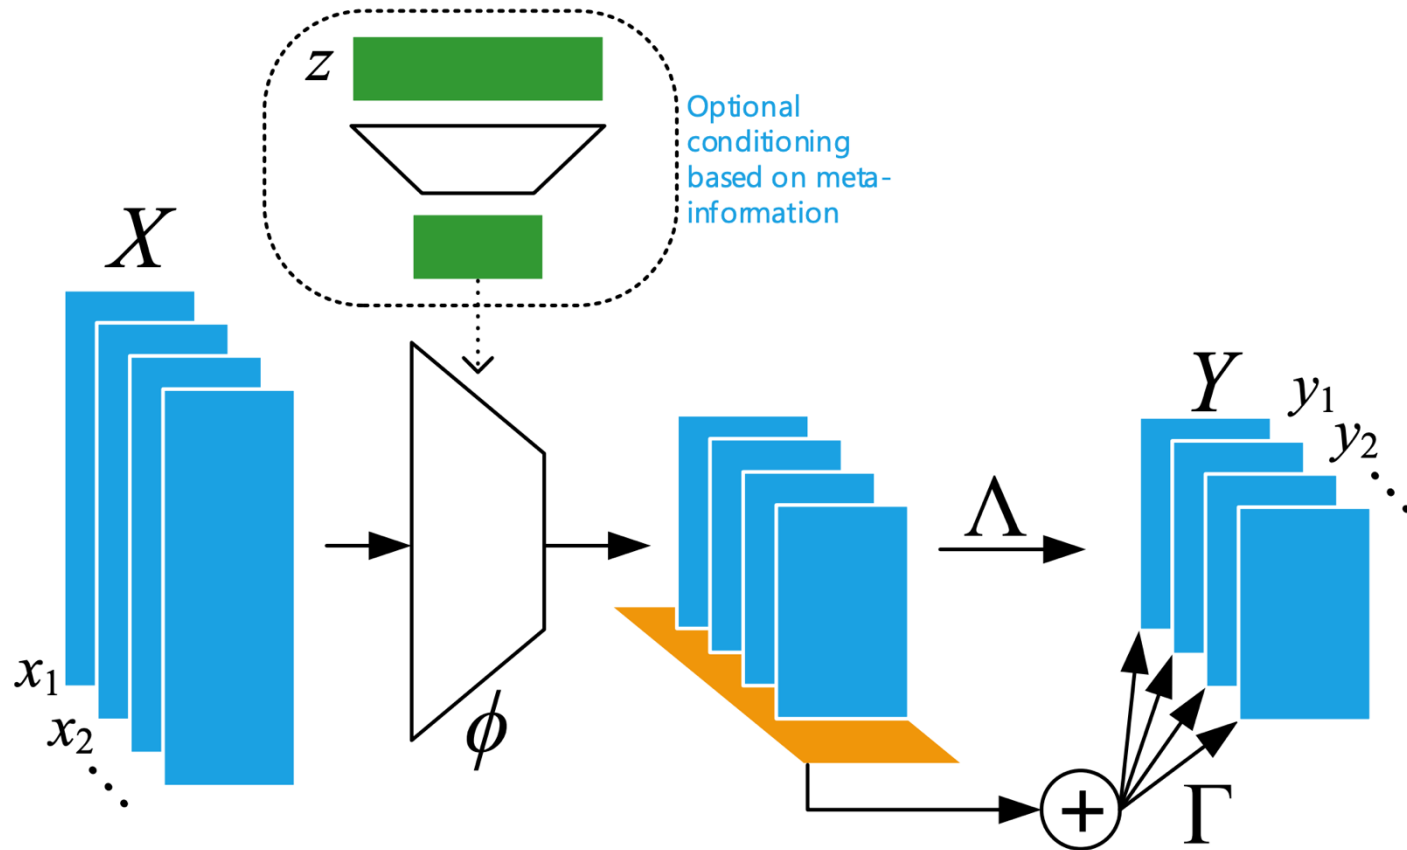 z
Optional
conditioning
based on meta-
information
X
Y
y₁
y₂
Λ
x₁
x₂
ϕ
+
Γ